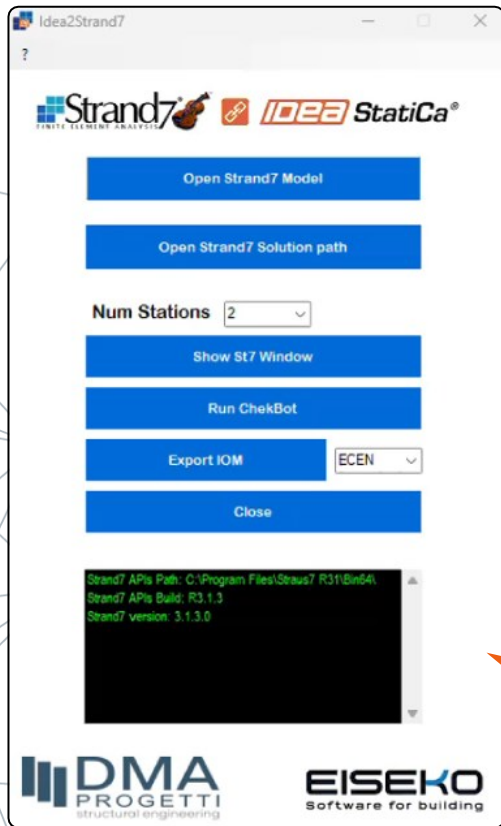 Idea2Strand7
?
Strand7 IDEA StatiCa®
FINITE ELEMENT ANALYSIS
Open Strand7 Model
Open Strand7 Solution path
Num Stations 2
Show St7 Window
Run ChekBot
Export IOM ECEN
Close
Strand7 APIs Path: C:\Program Files\Straus7 R31\Bin64\
Strand7 APIs Build: R3.1.3
Strand7 version: 3.1.3.0
DMA
PROGETTI
structural engineering
EISEKO
Software for building